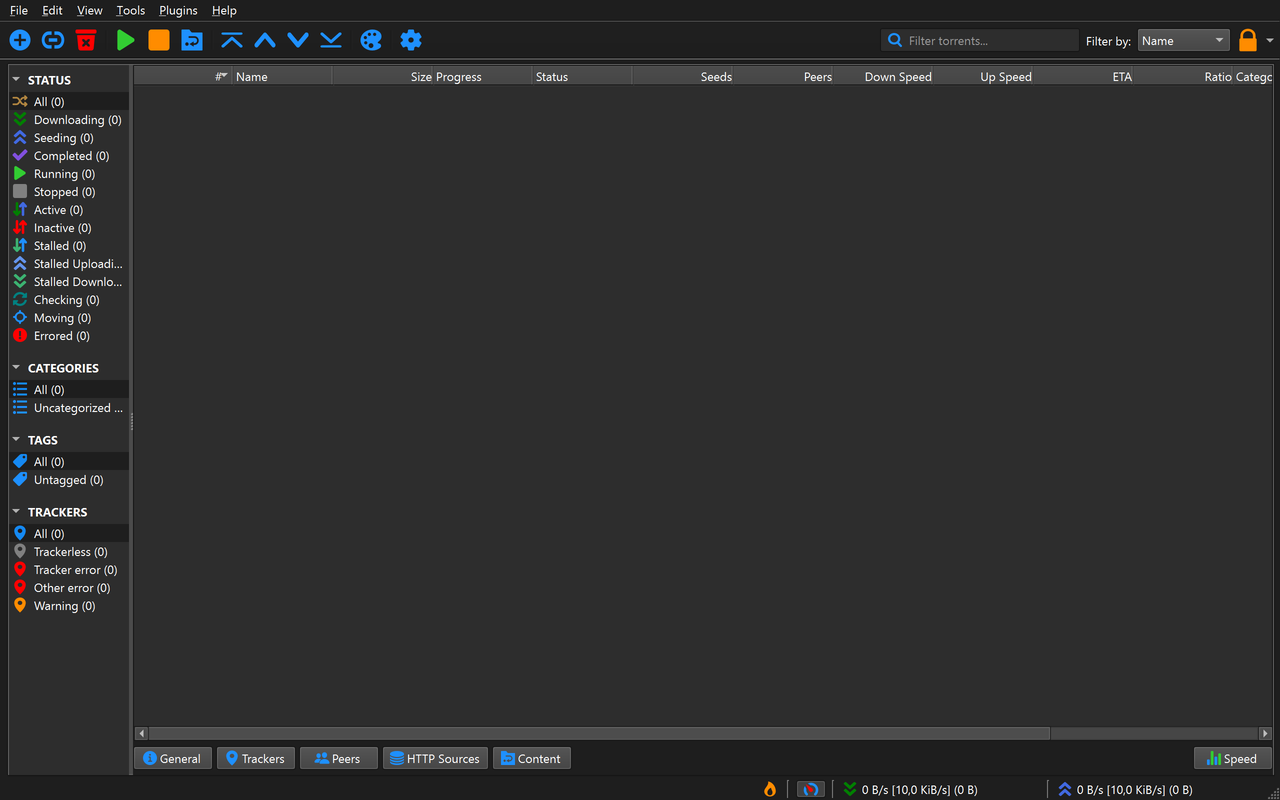 File Edit View Tools Plugins Help
Filter torrents...
Filter by:
Name
STATUS
All (0)
Downloading (0)
Seeding (0)
Completed (0)
Running (0)
Stopped (0)
Active (0)
Inactive (0)
Stalled (0)
Stalled Uploadi...
Stalled Downlo...
Checking (0)
Moving (0)
Errored (0)
CATEGORIES
All (0)
Uncategorized ...
TAGS
All (0)
Untagged (0)
TRACKERS
All (0)
Trackerless (0)
Tracker error (0)
Other error (0)
Warning (0)
# Name Size Progress Status Seeds Peers Down Speed Up Speed ETA Ratio Catego
General Trackers Peers HTTP Sources Content Speed
0 B/s [10,0 KiB/s] (0 B) 0 B/s [10,0 KiB/s] (0 B)